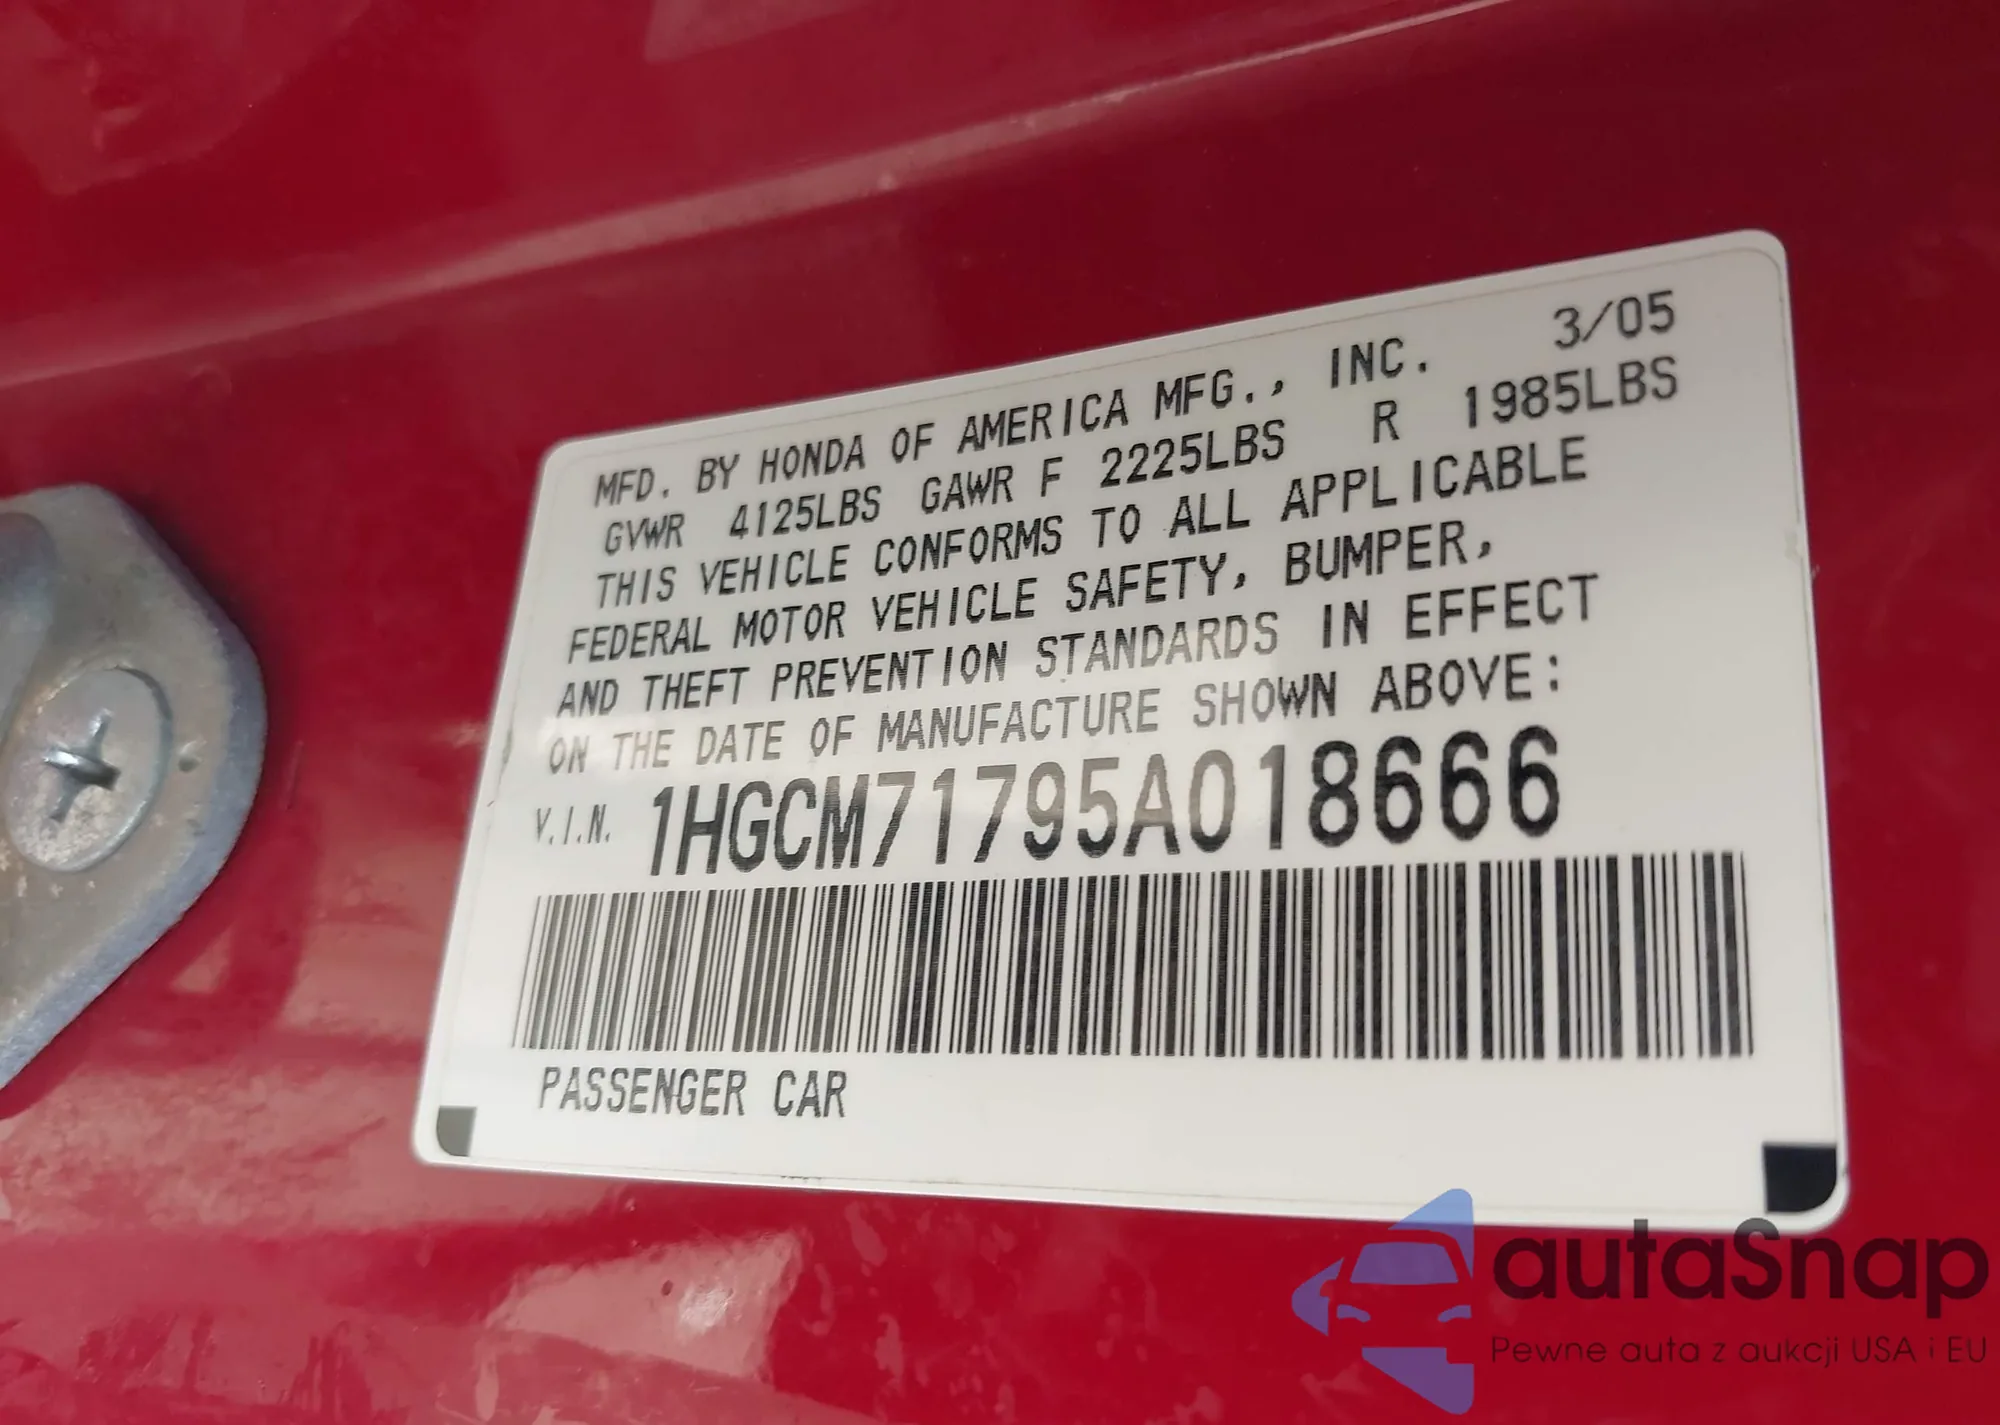 MFD. BY HONDA OF AMERICA MFG., INC. 3/05
GVWR 4125LBS GAWR F 2225LBS R 1985LBS
THIS VEHICLE CONFORMS TO ALL APPLICABLE
FEDERAL MOTOR VEHICLE SAFETY, BUMPER,
AND THEFT PREVENTION STANDARDS IN EFFECT
ON THE DATE OF MANUFACTURE SHOWN ABOVE:
V.I.N. 1HGCM71795A018666
PASSENGER CAR
autaSnap
Pewne auta z aukcji USA i EU